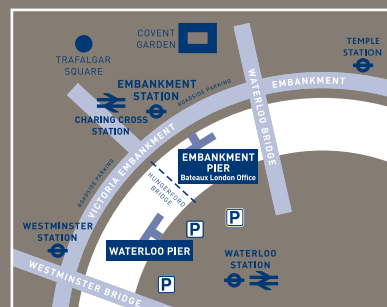 COVENT
GARDEN
TRAFALGAR
SQUARE
TEMPLE
STATION
EMBANKMENT
STATION
ROADSIDE PARKING
EMBANKMENT
WATERLOO BRIDGE
CHARING CROSS
STATION
VICTORIA EMBANKMENT
ROADSIDE PARKING
EMBANKMENT
PIER
Bateaux London Office
HUNGERFORD
BRIDGE
WESTMINSTER
STATION
P
P
WATERLOO PIER
WATERLOO
STATION
WESTMINSTER BRIDGE
P